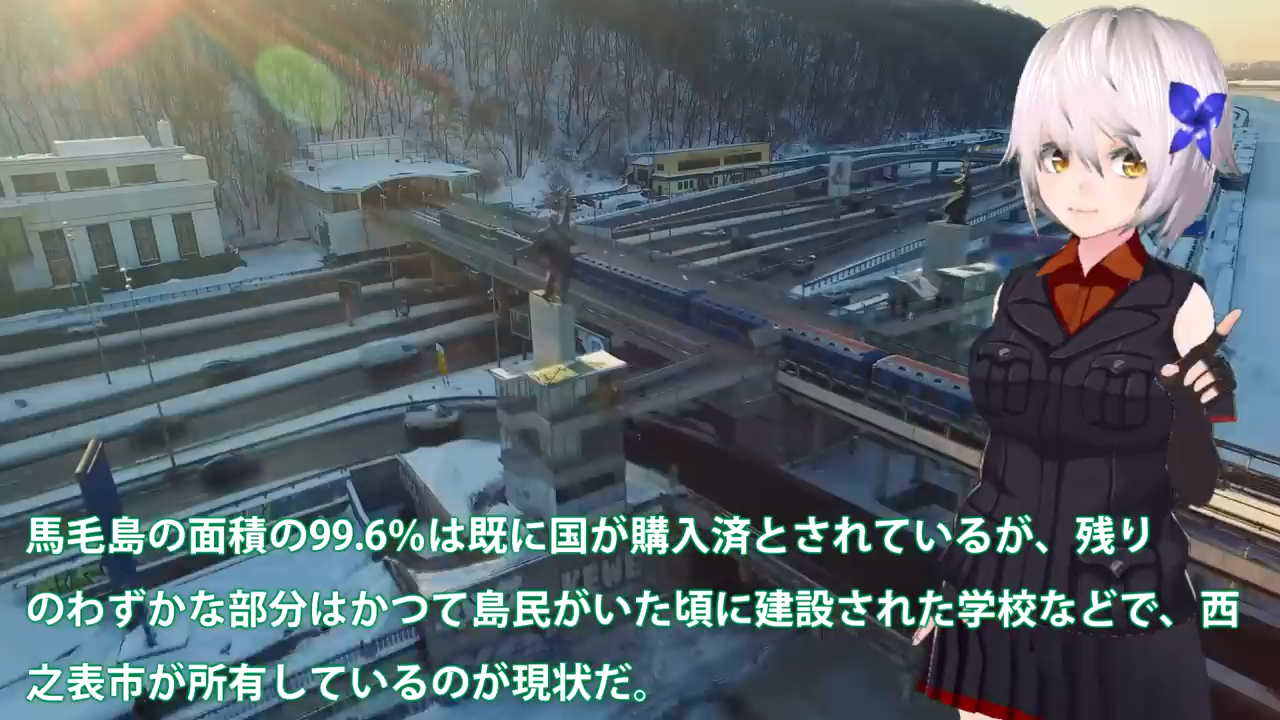 馬毛島の面積の99.6%は既に国が購入済とされているが、残り
のわずかな部分はかつて島民がいた頃に建設された学校などで、西
之表市が所有しているのが現状だ。